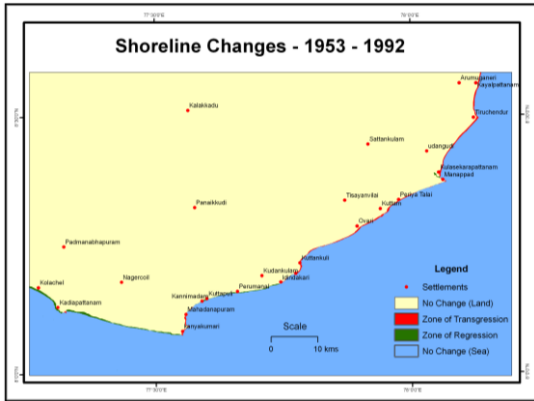 Shoreline Changes - 1953 - 1992
Arumuganeri
Kayalpattanam
Kalakkadu
Tiruchendur
Sattankulam
udangudi
Kulasekarapattanam
Manappad
Tisayanvilai
Periya Talai
Kuttam
Panaikkudi
Ovari
Padmanabhapuram
Kuttankuli
Kudankulam
Idindakari
Nagercoil
Perumanal
Kolachel
Kannimadam
Kuttapuli
Kadiapattanam
Mahadanapuram
Kanyakumari
Scale
0 10 kms
Legend
Settlements
No Change (Land)
Zone of Transgression
Zone of Regression
No Change (Sea)